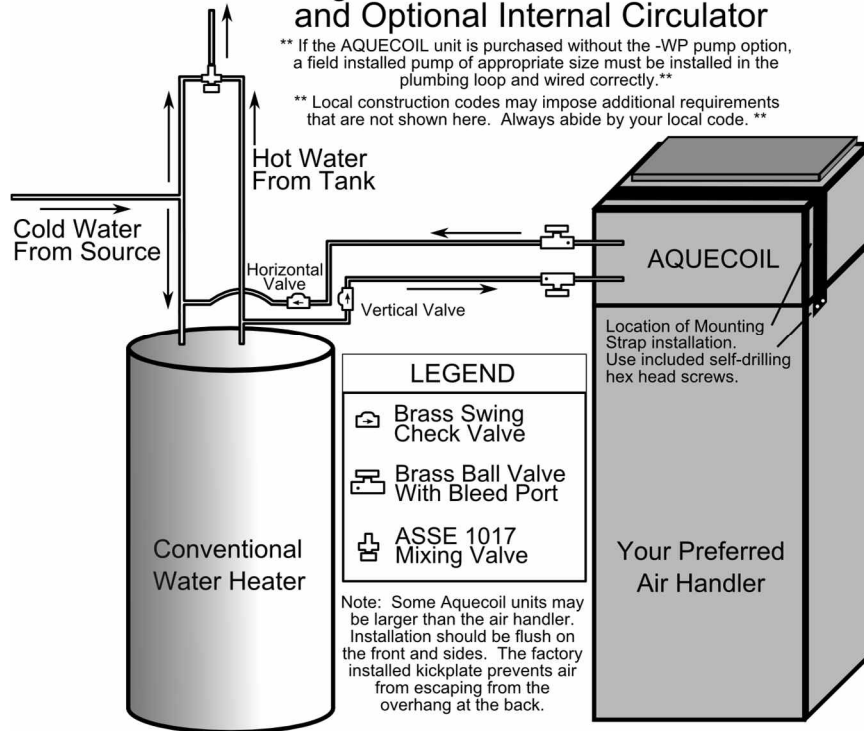 and Optional Internal Circulator
** If the AQUECOIL unit is purchased without the -WP pump option,
a field installed pump of appropriate size must be installed in the
plumbing loop and wired correctly.**
** Local construction codes may impose additional requirements
that are not shown here. Always abide by your local code. **
Hot Water
From Tank
Cold Water
From Source
Horizontal
Valve
Vertical Valve
AQUECOIL
Location of Mounting
Strap installation.
Use included self-drilling
hex head screws.
LEGEND
Brass Swing
Check Valve
Brass Ball Valve
With Bleed Port
ASSE 1017
Mixing Valve
Conventional
Water Heater
Your Preferred
Air Handler
Note: Some Aquecoil units may
be larger than the air handler.
Installation should be flush on
the front and sides. The factory
installed kickplate prevents air
from escaping from the
overhang at the back.